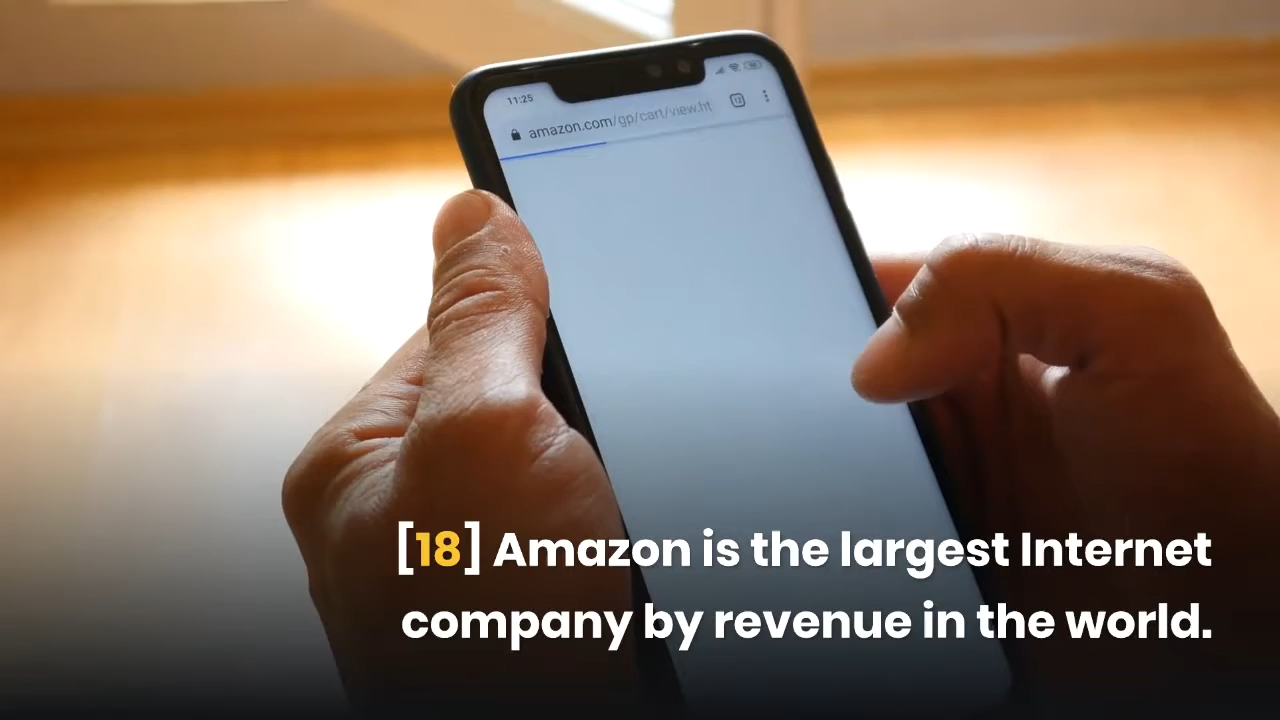 11:25
amazon.com/gp/cart/view.ht
12
[18] Amazon is the largest Internet
company by revenue in the world.